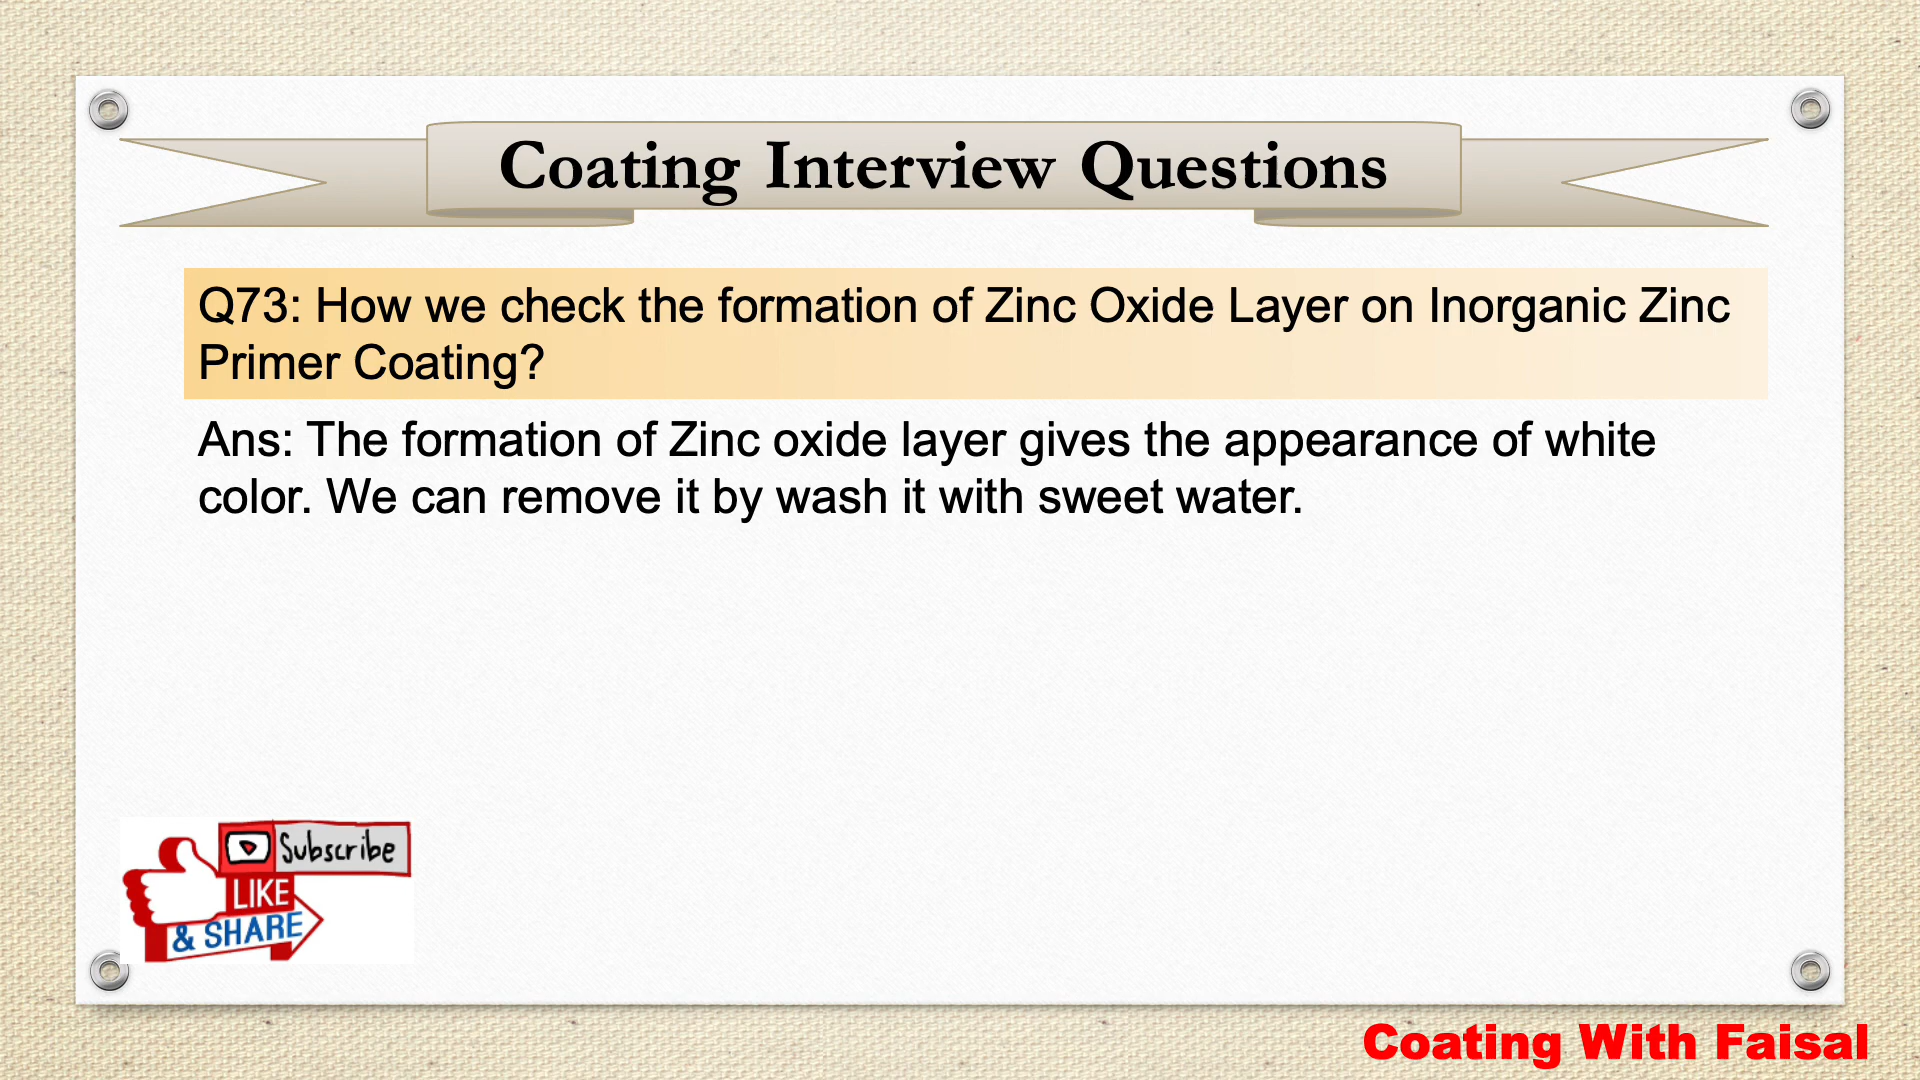 Coating Interview Questions
Q73: How we check the formation of Zinc Oxide Layer on Inorganic Zinc
Primer Coating?
Ans: The formation of Zinc oxide layer gives the appearance of white
color. We can remove it by wash it with sweet water.
Subscribe
LIKE
& SHARE
Coating With Faisal